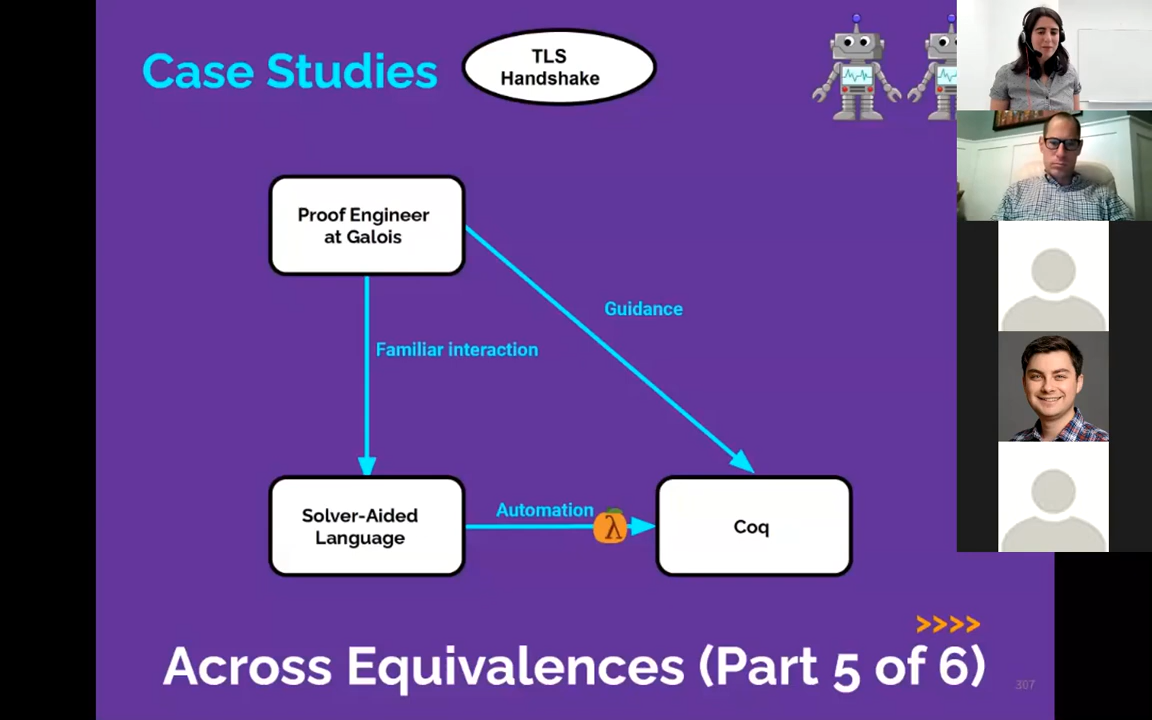 Case Studies
TLS
Handshake
Proof Engineer
at Galois
Guidance
Familiar interaction
Solver-Aided
Language
Automation
λ
Coq
>>>>
Across Equivalences (Part 5 of 6)
307